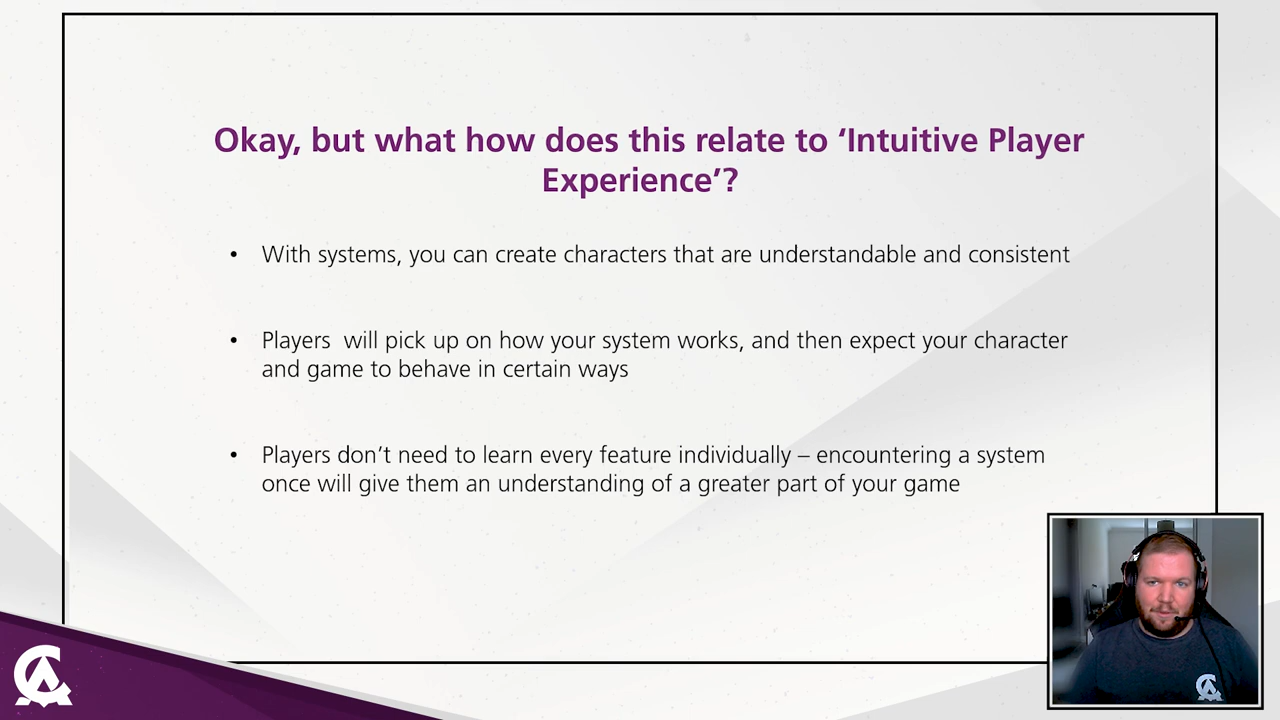 Okay, but what how does this relate to ‘Intuitive Player
Experience’?
• With systems, you can create characters that are understandable and consistent
• Players  will pick up on how your system works, and then expect your character
and game to behave in certain ways
• Players don’t need to learn every feature individually – encountering a system
once will give them an understanding of a greater part of your game